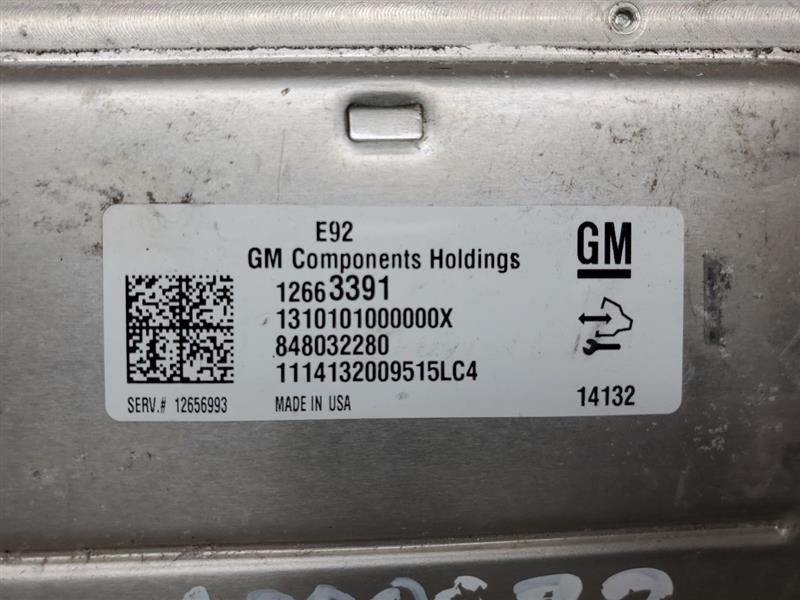 E92
GM Components Holdings
GM
12663391
1310101000000X
848032280
1114132009515LC4
SERV.# 12656993
MADE IN USA
14132